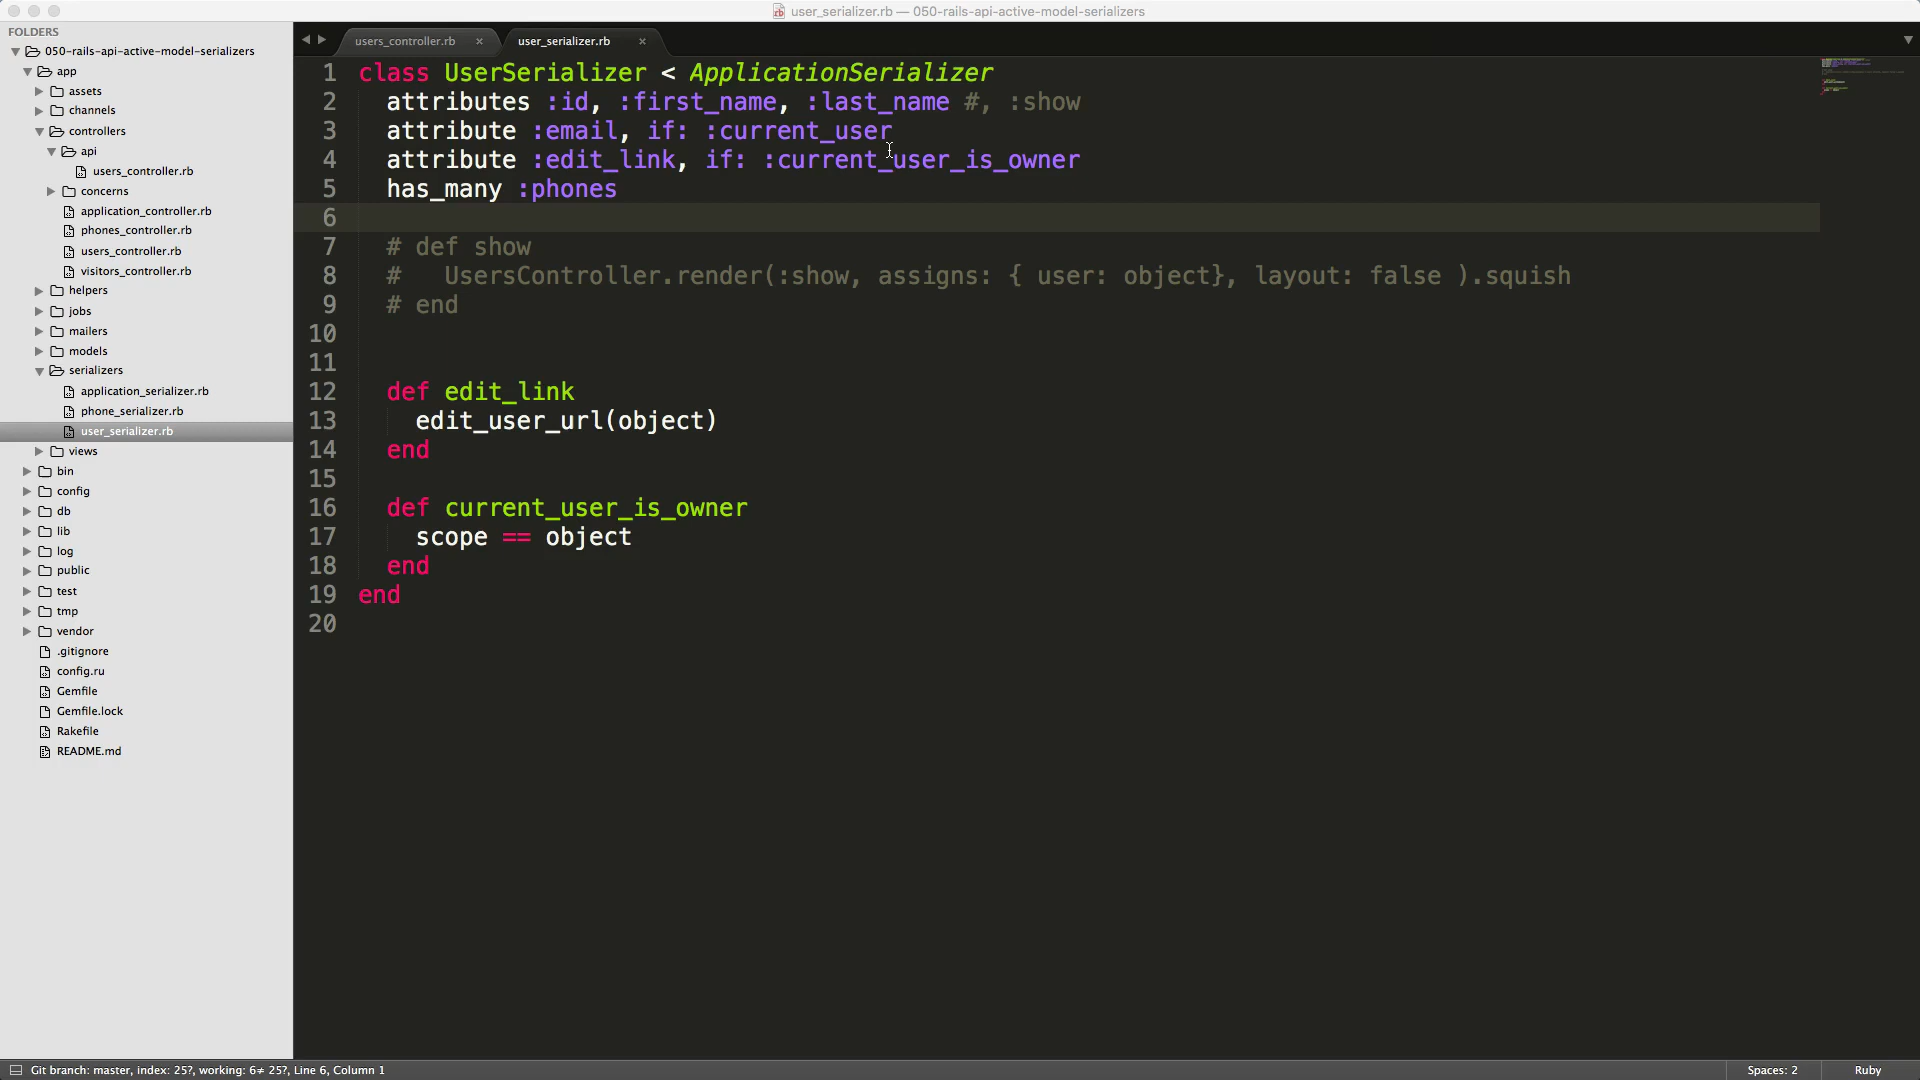 user_serializer.rb — 050-rails-api-active-model-serializers
FOLDERS
050-rails-api-active-model-serializers
app
assets
channels
controllers
api
users_controller.rb
concerns
application_controller.rb
phones_controller.rb
users_controller.rb
visitors_controller.rb
helpers
jobs
mailers
models
serializers
application_serializer.rb
phone_serializer.rb
user_serializer.rb
views
bin
config
db
lib
log
public
test
tmp
vendor
.gitignore
config.ru
Gemfile
Gemfile.lock
Rakefile
README.md
users_controller.rb × user_serializer.rb ×
1 class UserSerializer < ApplicationSerializer
2   attributes :id, :first_name, :last_name #, :show
3   attribute :email, if: :current_user
4   attribute :edit_link, if: :current_user_is_owner
5   has_many :phones
6
7   # def show
8   #   UsersController.render(:show, assigns: { user: object}, layout: false ).squish
9   # end
10
11
12   def edit_link
13     edit_user_url(object)
14   end
15
16   def current_user_is_owner
17     scope == object
18   end
19 end
20
Git branch: master, index: 25?, working: 6≠ 25?, Line 6, Column 1 Spaces: 2 Ruby